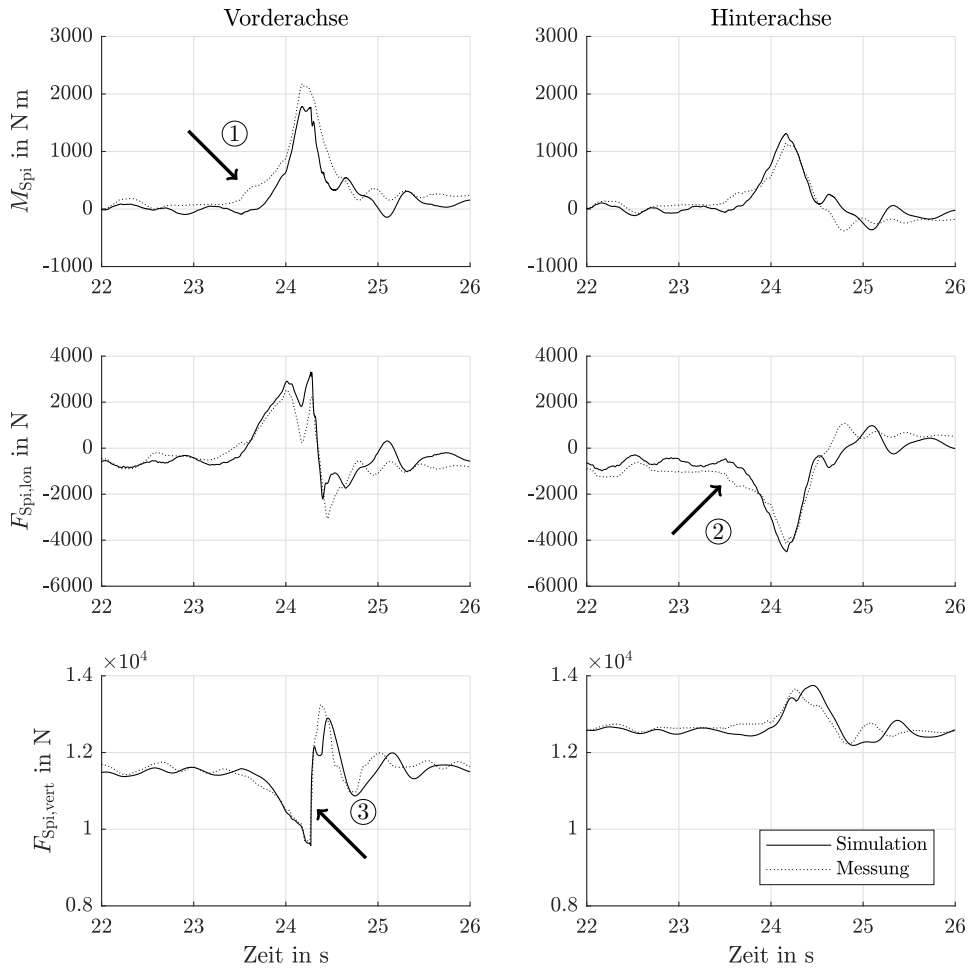 Vorderachse
Hinterachse
M_Spi in N m
3000
2000
1000
0
-1000
22 23 24 25 26
①
3000
2000
1000
0
-1000
22 23 24 25 26
F_Spi,lon in N
4000
2000
0
-2000
-4000
-6000
22 23 24 25 26
4000
2000
0
-2000
-4000
-6000
22 23 24 25 26
②
F_Spi,vert in N
×10⁴
1.4
1.2
1
0.8
22 23 24 25 26
Zeit in s
③
×10⁴
1.4
1.2
1
0.8
22 23 24 25 26
Zeit in s
Simulation
Messung